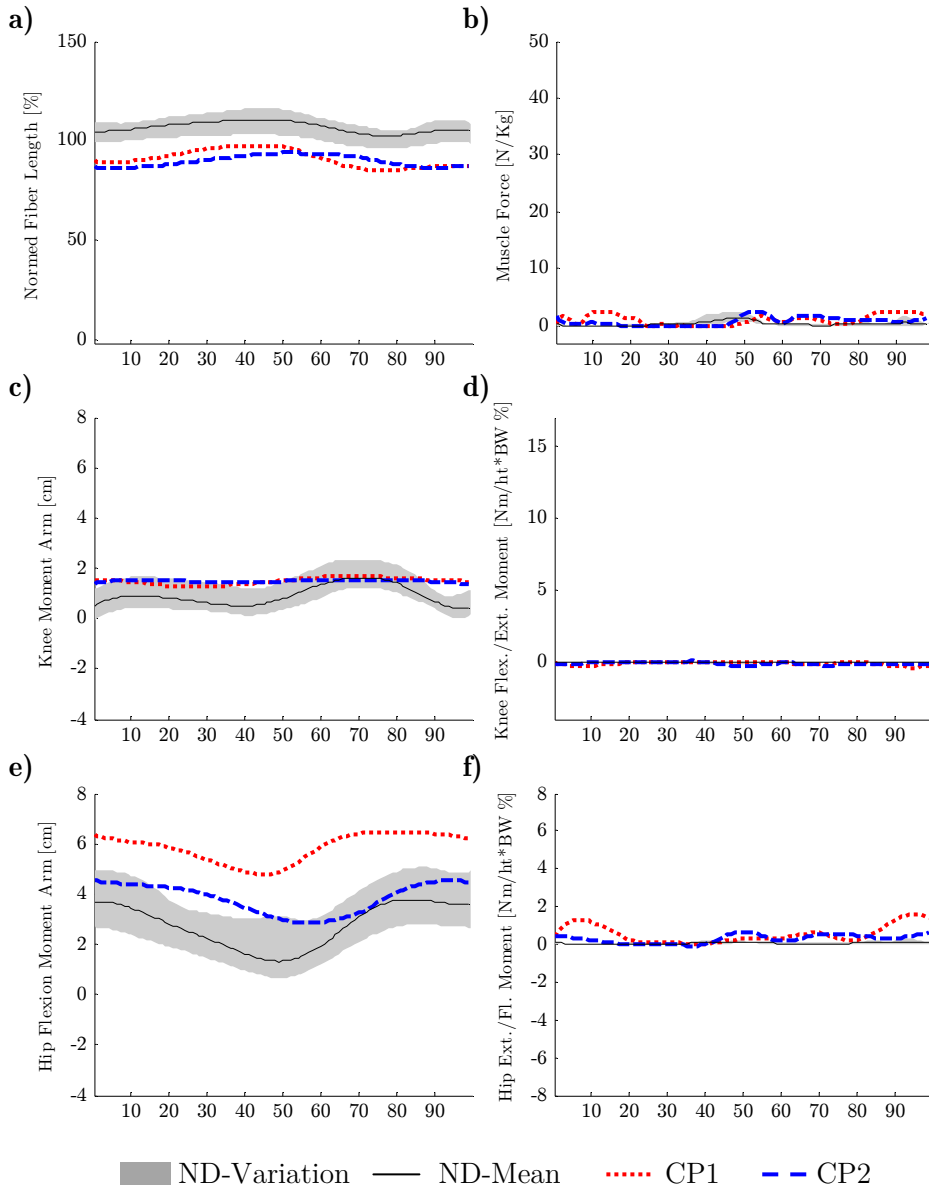 a)
Normed Fiber Length [%]
150
100
50
0
10 20 30 40 50 60 70 80 90
b)
Muscle Force [N/Kg]
50
40
30
20
10
0
10 20 30 40 50 60 70 80 90
c)
Knee Moment Arm [cm]
8
6
4
2
0
-2
-4
10 20 30 40 50 60 70 80 90
d)
Knee Flex./Ext. Moment [Nm/ht*BW %]
15
10
5
0
10 20 30 40 50 60 70 80 90
e)
Hip Flexion Moment Arm [cm]
8
6
4
2
0
-2
-4
10 20 30 40 50 60 70 80 90
f)
Hip Ext./Fl. Moment [Nm/ht*BW %]
8
6
4
2
0
-2
-4
-6
-8
10 20 30 40 50 60 70 80 90
ND-Variation ND-Mean CP1 CP2